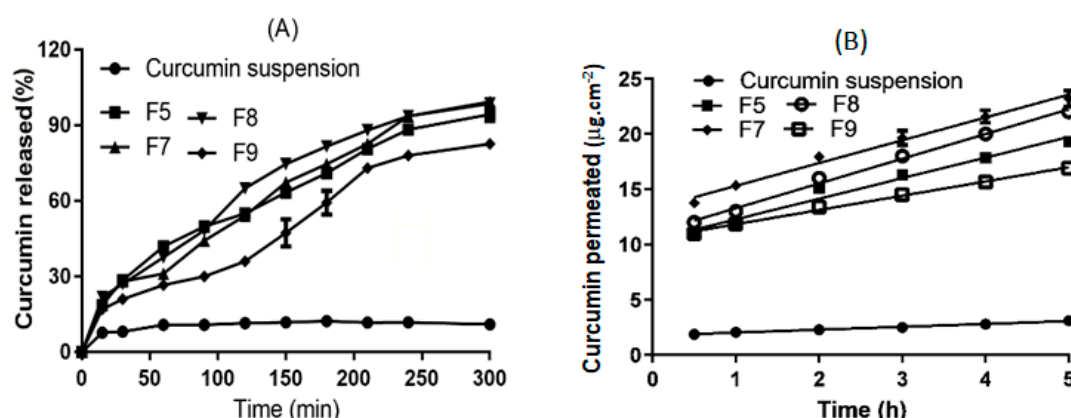 (A)
Curcumin released (%)
120
90
60
30
0
Curcumin suspension
F5 F8
F7 F9
0 50 100 150 200 250 300
Time (min)
(B)
Curcumin permeated (µg.cm⁻²)
25
20
15
10
5
0
Curcumin suspension
F5 F8
F7 F9
0 1 2 3 4 5
Time (h)